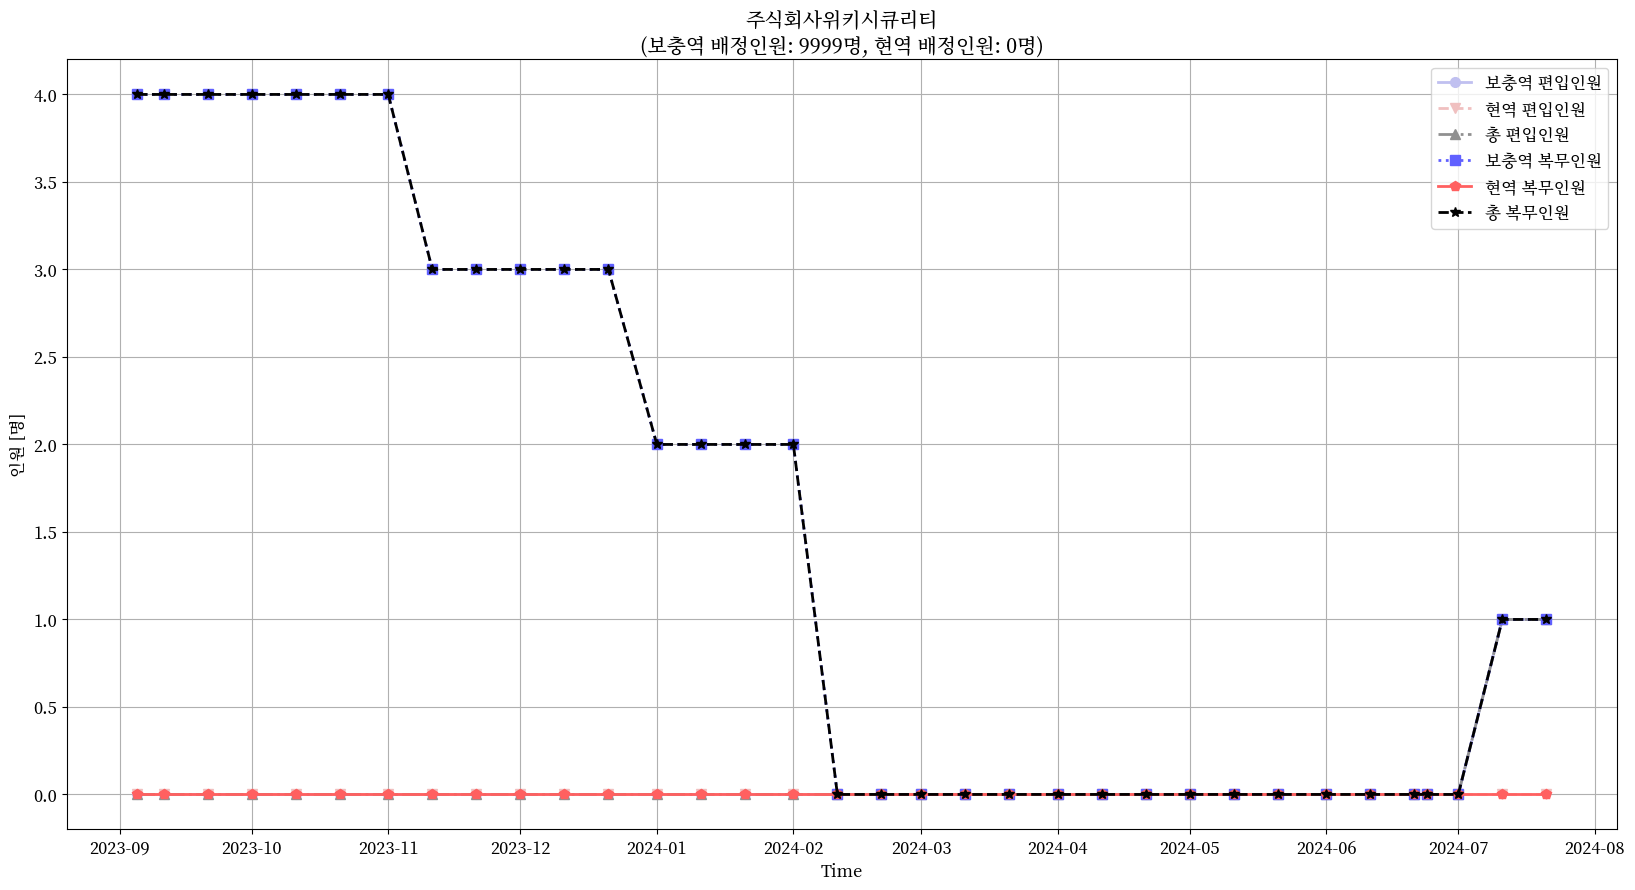 주식회사위키시큐리티
(보충역 배정인원: 9999명, 현역 배정인원: 0명)
보충역 편입인원
현역 편입인원
총 편입인원
보충역 복무인원
현역 복무인원
총 복무인원
4.0
3.5
3.0
2.5
2.0
1.5
1.0
0.5
0.0
인원 [명]
2023-09 2023-10 2023-11 2023-12 2024-01 2024-02 2024-03 2024-04 2024-05 2024-06 2024-07 2024-08
Time